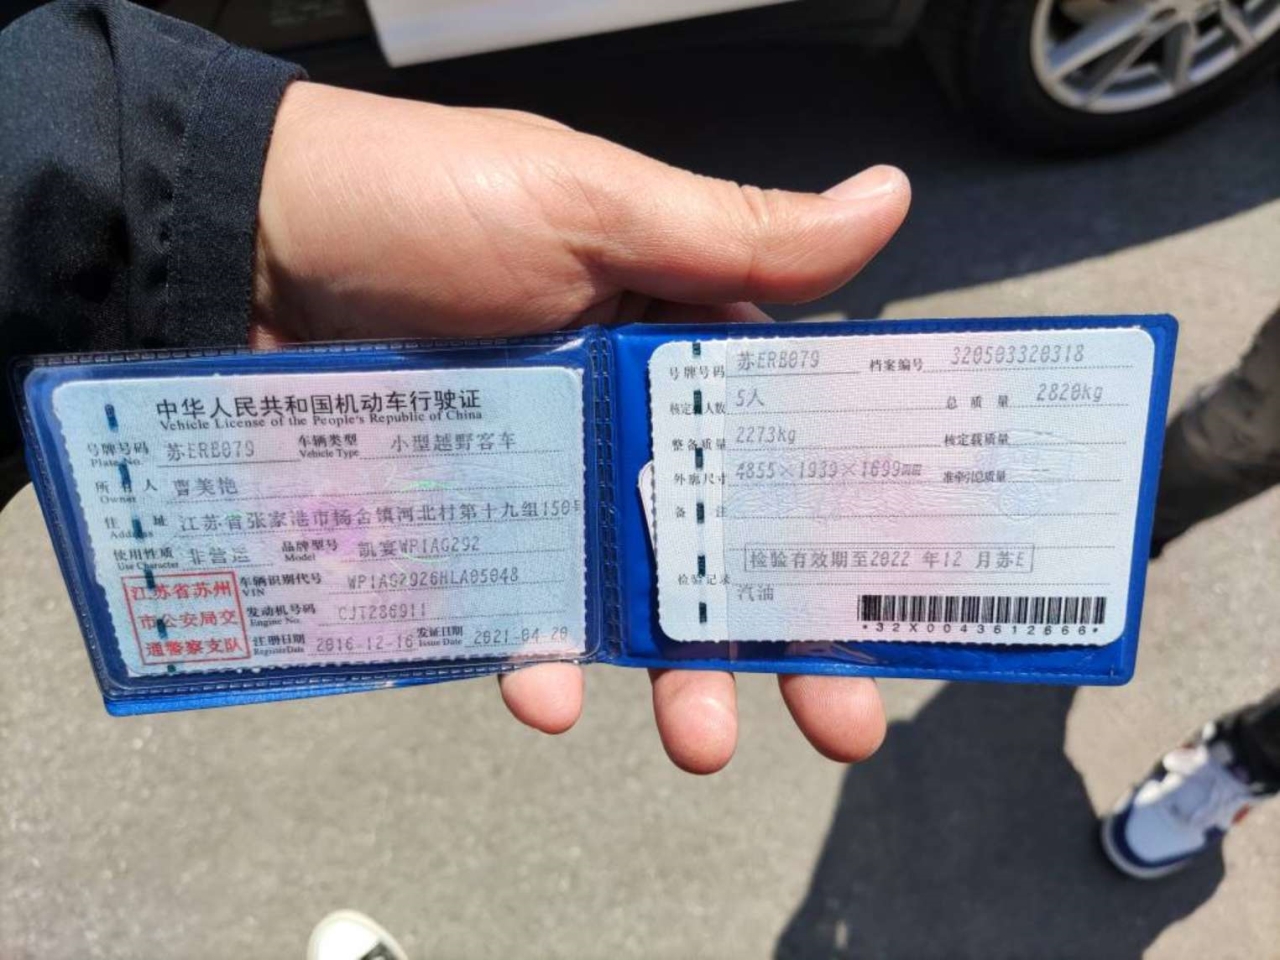 中华人民共和国机动车行驶证
Vehicle License of the People's Republic of China
号牌号码 苏ERB079 车辆类型 小型越野客车
Plate No. Vehicle Type
所有人 曹美艳
Owner
住址 江苏省张家港市杨舍镇河北村第十九组150号
Address
使用性质 非营运 品牌型号 凯宴WP1AG292
Use Character Model
江苏省苏州
市公安局交
通警察支队
车辆识别代号 WP1AG2926HLA05048
VIN
发动机号码 CJT286911
Engine No.
注册日期 2016-12-16 发证日期 2021-04-20
Register Date Issue Date
号牌号码 苏ERB079 档案编号 320503320318
核定人数 5人 总质量 2820kg
整备质量 2273kg 核定载质量 --
外廓尺寸 4855×1939×1699mm 准牵引总质量 --
备注
检验有效期至2022年12月苏E
检验记录
汽油
*32X0043612666*